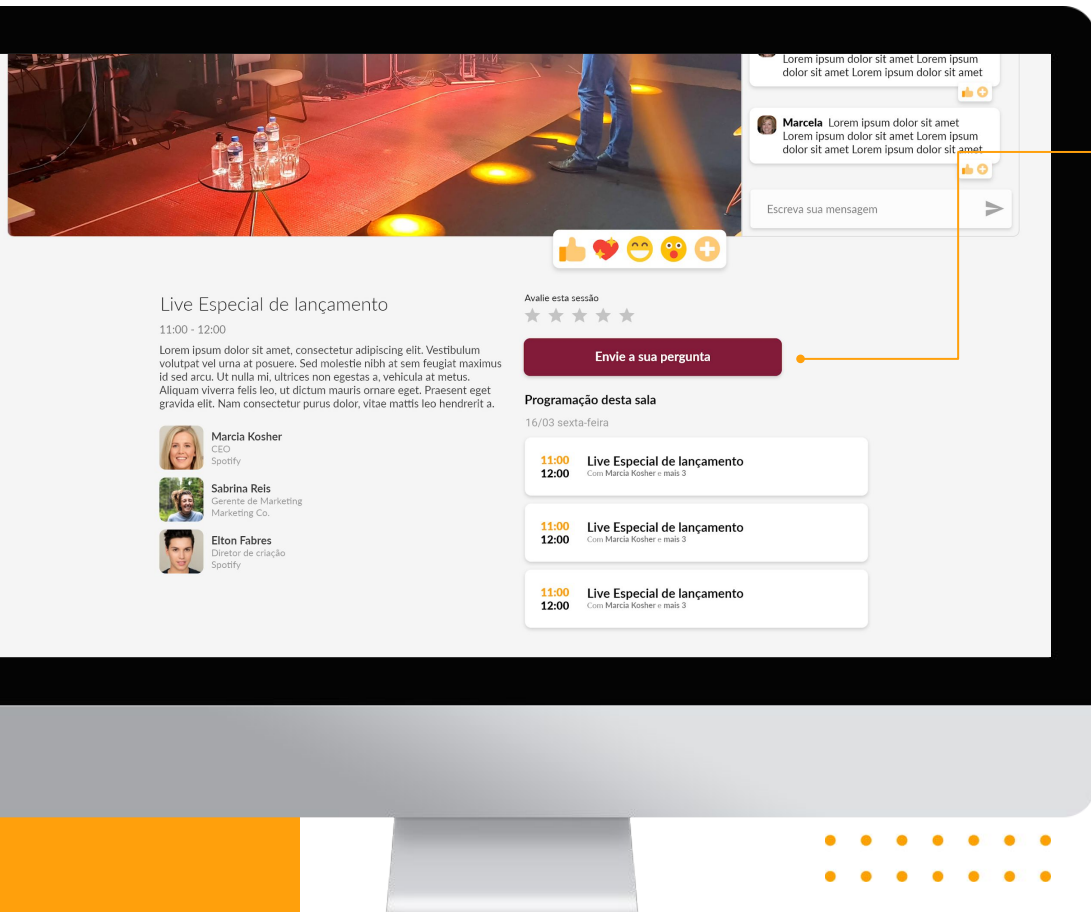 Lorem ipsum dolor sit amet Lorem ipsum
dolor sit amet Lorem ipsum dolor sit amet
Marcela Lorem ipsum dolor sit amet
Lorem ipsum dolor sit amet Lorem ipsum
dolor sit amet Lorem ipsum dolor sit amet
Escreva sua mensagem
Live Especial de lançamento
11:00 - 12:00
Lorem ipsum dolor sit amet, consectetur adipiscing elit. Vestibulum
volutpat vel urna at posuere. Sed molestie nibh at sem feugiat maximus
id sed arcu. Ut nulla mi, ultrices non egestas a, vehicula at metus.
Aliquam viverra felis leo, ut dictum mauris ornare eget. Praesent eget
gravida elit. Nam consectetur purus dolor, vitae mattis leo hendrerit a.
Marcia Kosher
CEO
Spotify
Sabrina Reis
Gerente de Marketing
Marketing Co.
Elton Fabres
Diretor de criação
Spotify
Avalie esta sessão
Envie a sua pergunta
Programação desta sala
16/03 sexta-feira
11:00 Live Especial de lançamento
12:00 Com Marcia Kosher e mais 3
11:00 Live Especial de lançamento
12:00 Com Marcia Kosher e mais 3
11:00 Live Especial de lançamento
12:00 Com Marcia Kosher e mais 3